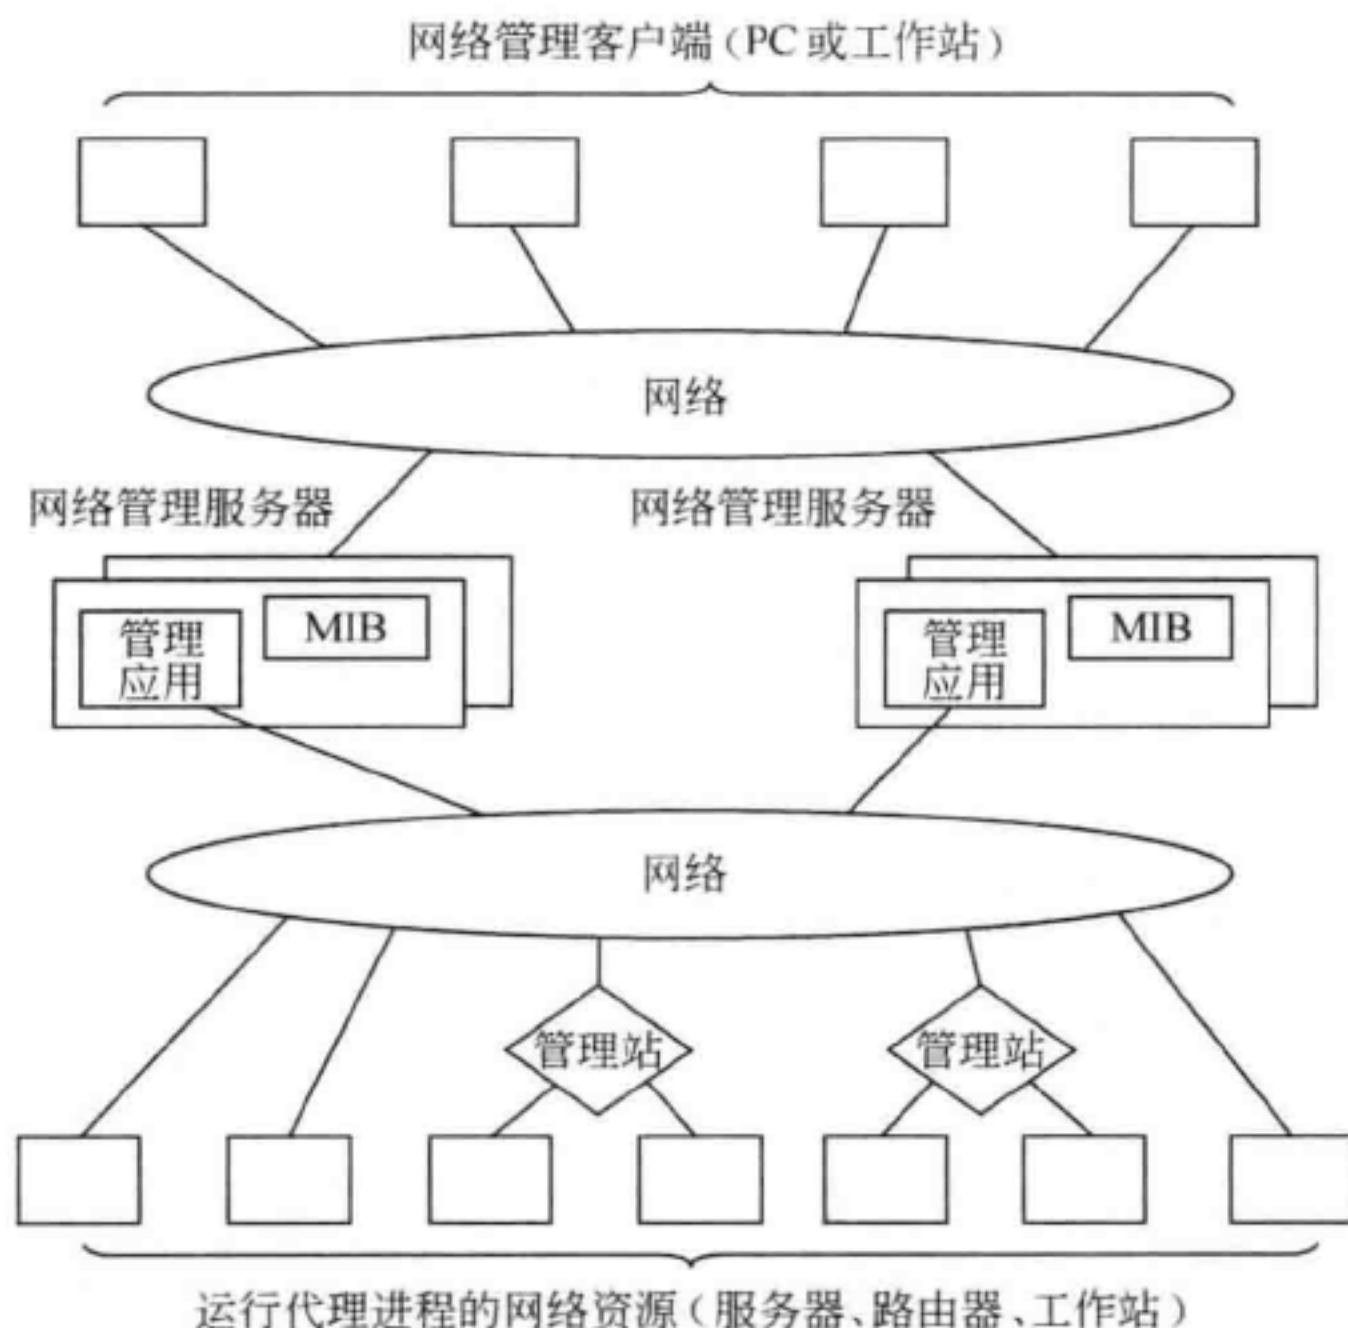 网络管理客户端(PC或工作站)
网络
网络管理服务器
网络管理服务器
管理
应用
MIB
管理
应用
MIB
网络
管理站
管理站
运行代理进程的网络资源(服务器、路由器、工作站)